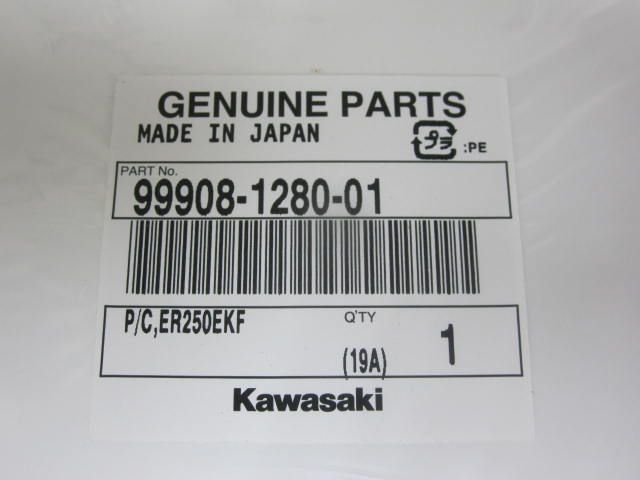 GENUINE PARTS
MADE IN JAPAN
プラ :PE
PART No.
99908-1280-01
P/C,ER250EKF
Q'TY
(19A) 1
Kawasaki